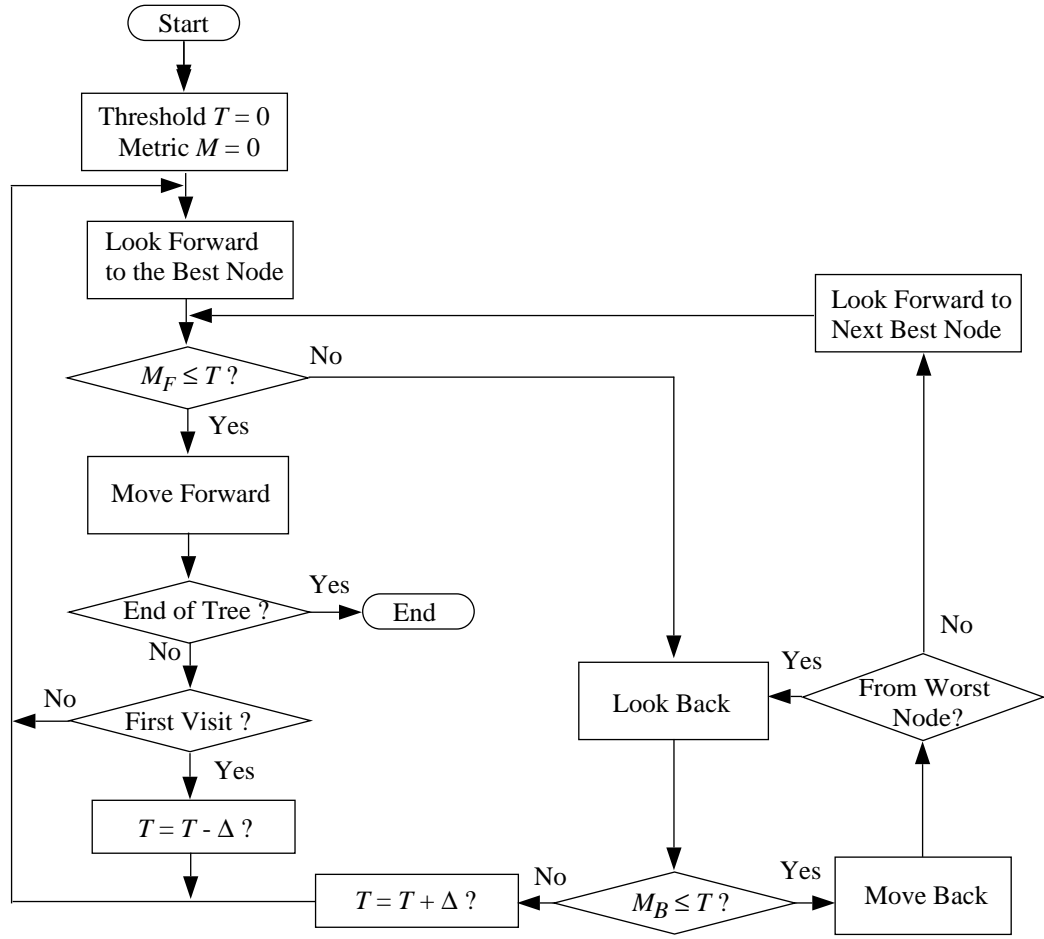 Start
Threshold T = 0
Metric M = 0
Look Forward
to the Best Node
Look Forward to
Next Best Node
No
M_F ≤ T ?
Yes
Move Forward
Yes
End of Tree ?
End
No
No
Yes
No
First Visit ?
Look Back
From Worst
Node?
Yes
T = T - Δ ?
No
Yes
T = T + Δ ?
M_B ≤ T ?
Move Back